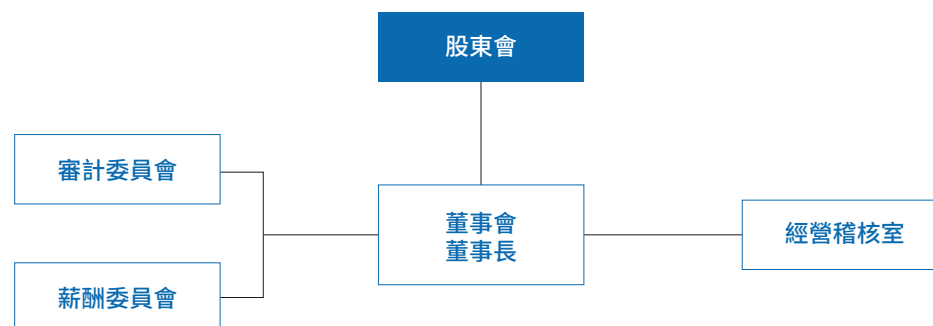 股東會
審計委員會
董事會
董事長
經營稽核室
薪酬委員會